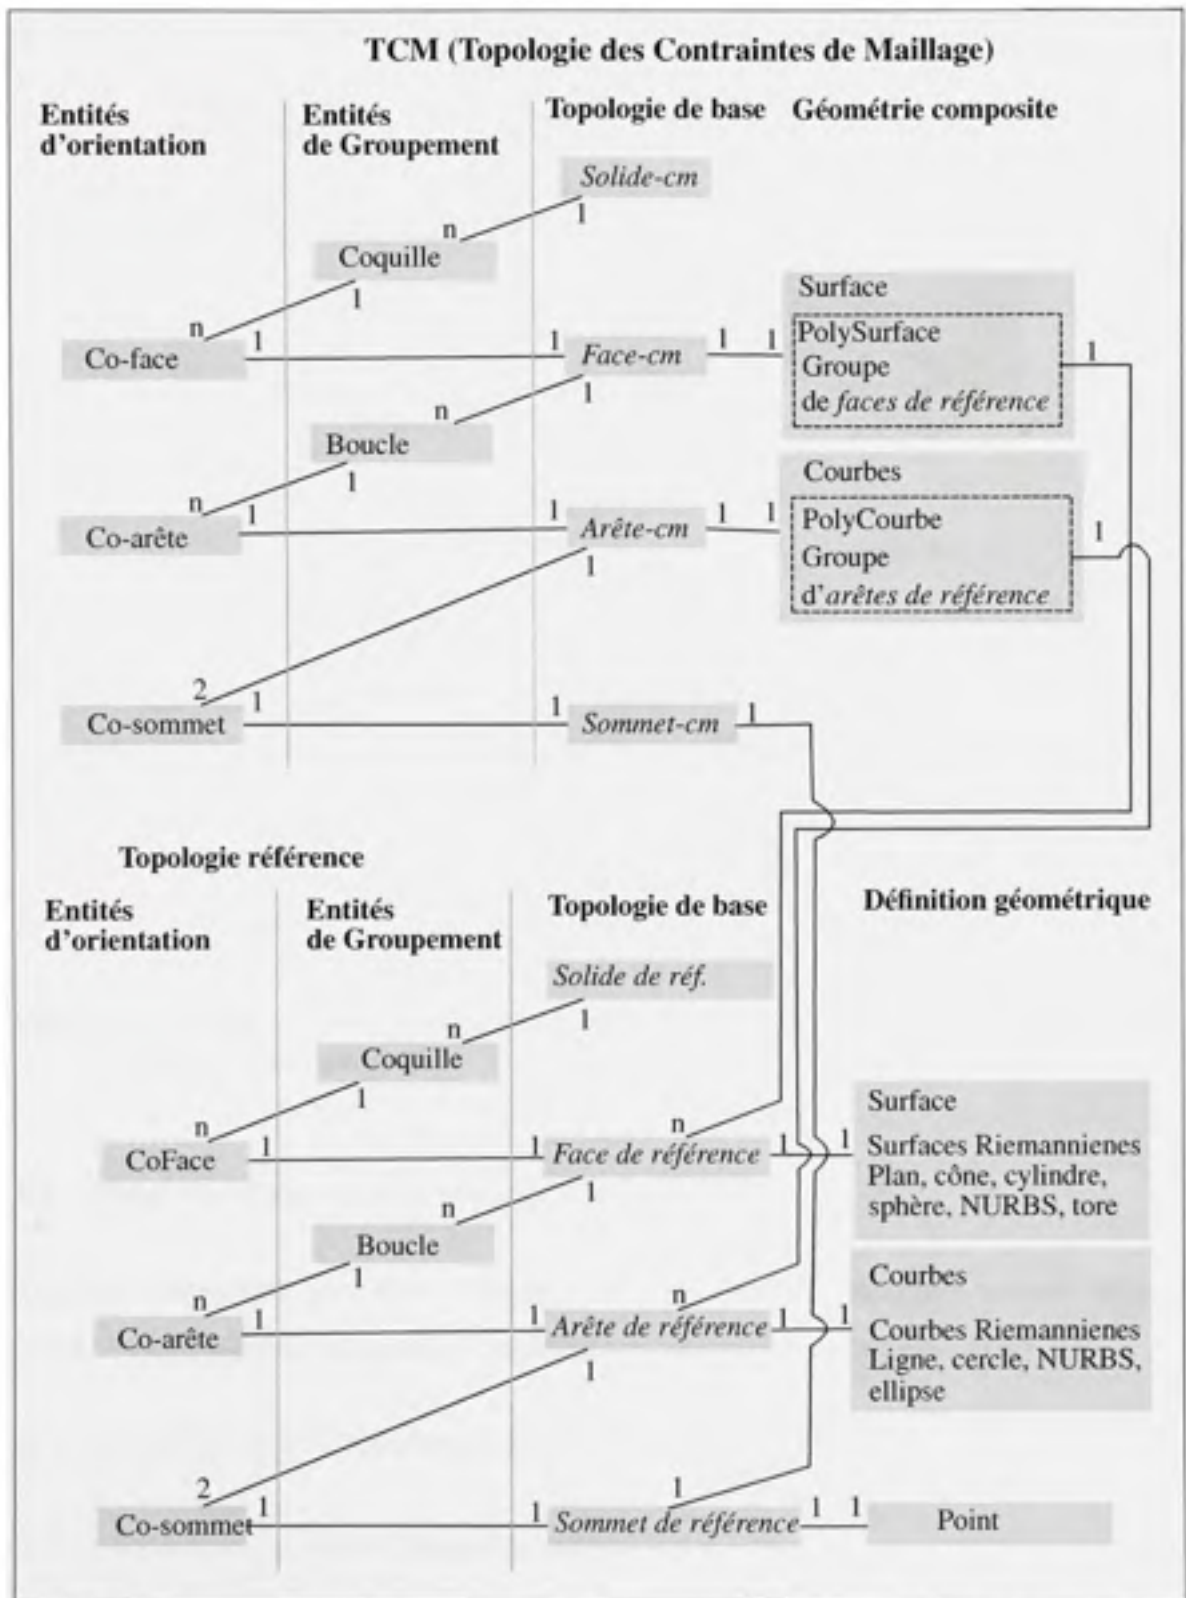 TCM (Topologie des Contraintes de Maillage)
Entités
d'orientation
Entités
de Groupement
Topologie de base
Géométrie composite
Solide-cm
n
1
Coquille
1
n
Surface
Co-face
1
1
Face-cm
1
1
PolySurface
Groupe
de faces de référence
1
1
n
Boucle
1
n
Courbes
Co-arête
1
1
Arête-cm
1
1
PolyCourbe
Groupe
d'arêtes de référence
1
1
2
Co-sommet
1
1
Sommet-cm
1
Topologie référence
Entités
d'orientation
Entités
de Groupement
Topologie de base
Définition géométrique
Solide de réf.
n
1
Coquille
1
n
n
Surface
CoFace
1
1
Face de référence
1
1
Surfaces Riemannienes
Plan, cône, cylindre,
sphère, NURBS, tore
1
n
Boucle
1
n
n
Courbes
Co-arête
1
1
Arête de référence
1
1
Courbes Riemannienes
Ligne, cercle, NURBS,
ellipse
1
2
1
Co-sommet
1
1
Sommet de référence
1
1
Point